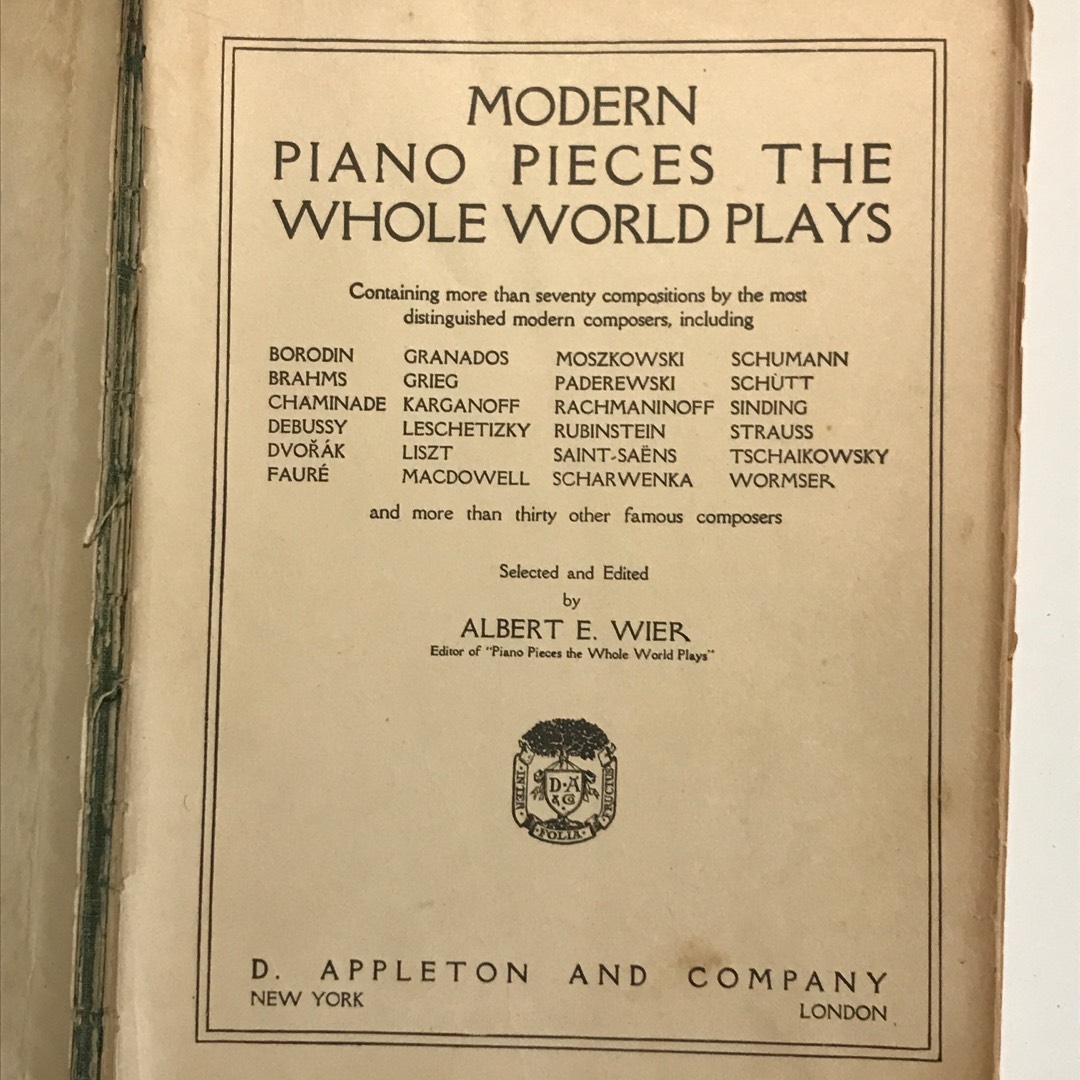 MODERN
PIANO PIECES THE
WHOLE WORLD PLAYS
Containing more than seventy compositions by the most
distinguished modern composers, including
BORODIN GRANADOS MOSZKOWSKI SCHUMANN
BRAHMS GRIEG PADEREWSKI SCHÜTT
CHAMINADE KARGANOFF RACHMANINOFF SINDING
DEBUSSY LESCHETIZKY RUBINSTEIN STRAUSS
DVOŘÁK LISZT SAINT-SAËNS TSCHAIKOWSKY
FAURÉ MACDOWELL SCHARWENKA WORMSER
and more than thirty other famous composers
Selected and Edited
by
ALBERT E. WIER
Editor of "Piano Pieces the Whole World Plays"
D·A
& C
·INTER·
·FOLIA·
FRUCTUS·
D. APPLETON AND COMPANY
NEW YORK
LONDON